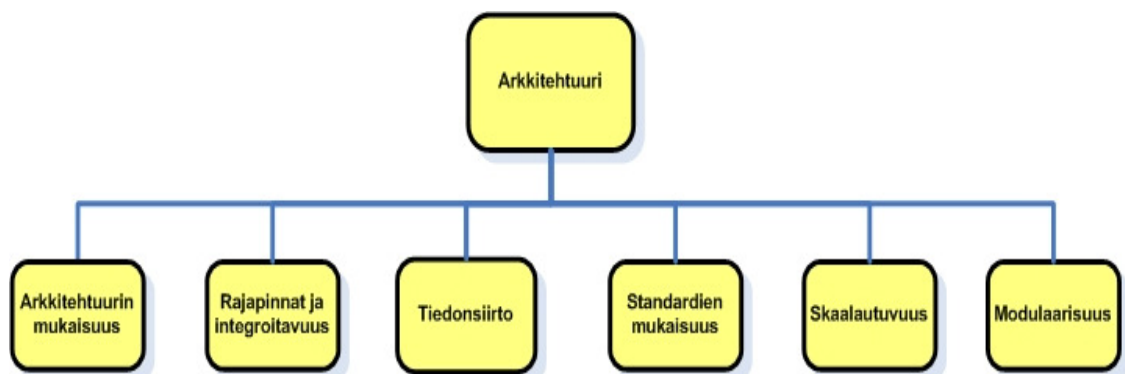 Arkkitehtuuri
Arkkitehtuurin
mukaisuus
Rajapinnat ja
integroitavuus
Tiedonsiirto
Standardien
mukaisuus
Skaalautuvuus
Modulaarisuus